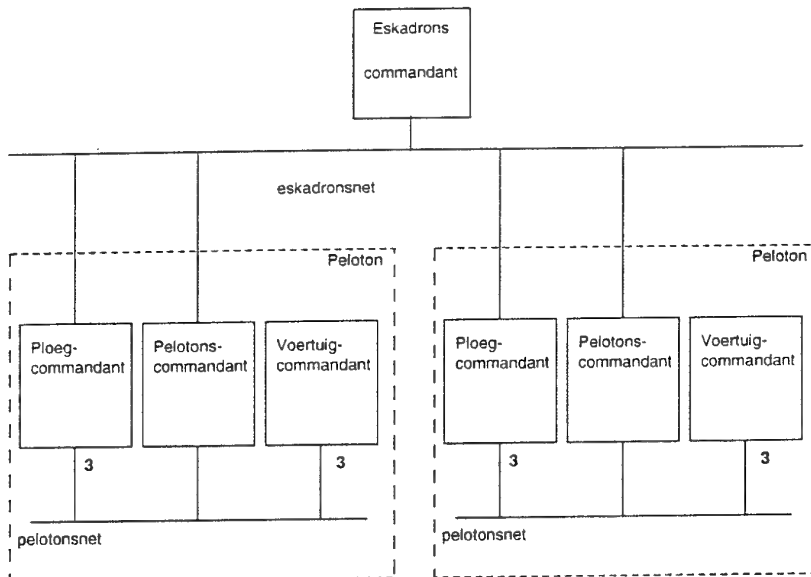 Eskadrons
commandant
eskadronsnet
Peloton
Ploeg-
commandant
Pelotons-
commandant
Voertuig-
commandant
3
3
pelotonsnet
Peloton
Ploeg-
commandant
Pelotons-
commandant
Voertuig-
commandant
3
3
pelotonsnet